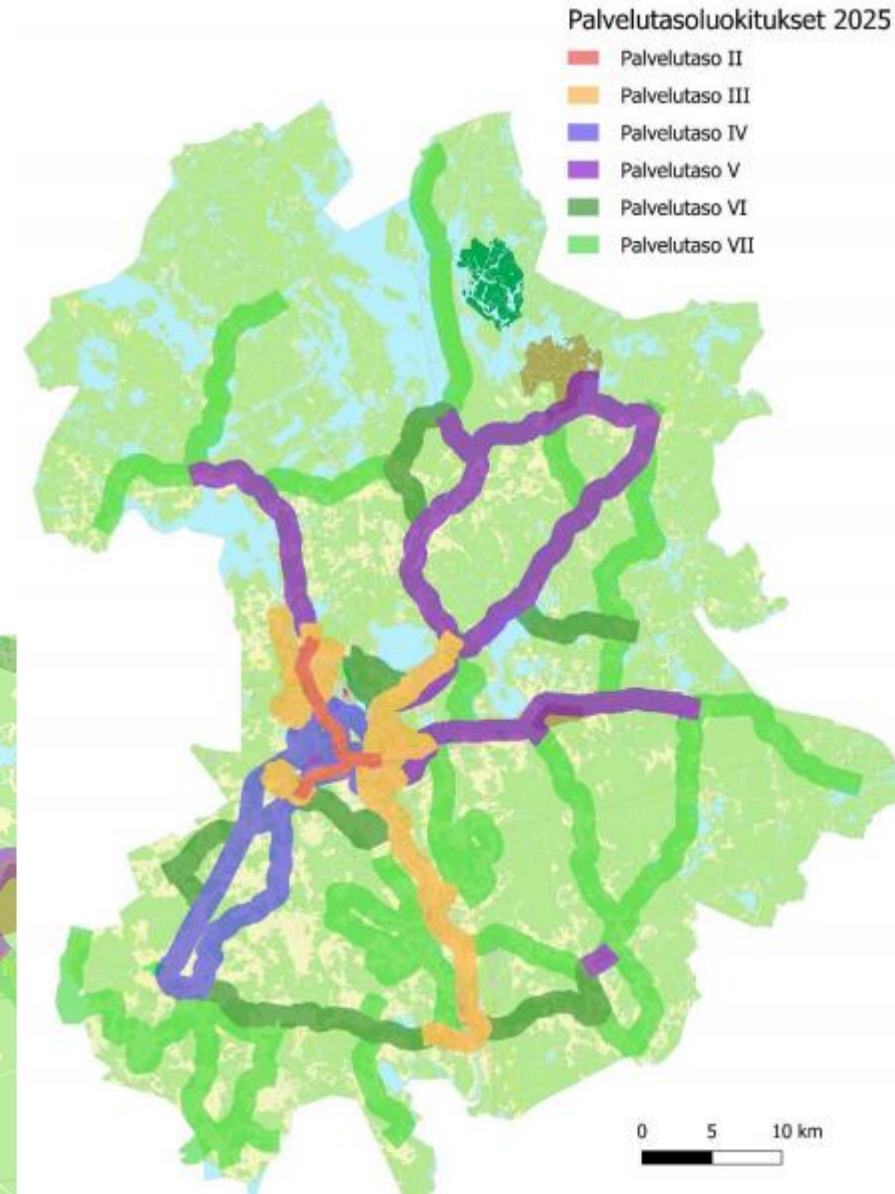 Palvelutasoluokitukset 2025
Palvelutaso II
Palvelutaso III
Palvelutaso IV
Palvelutaso V
Palvelutaso VI
Palvelutaso VII
0 5 10 km